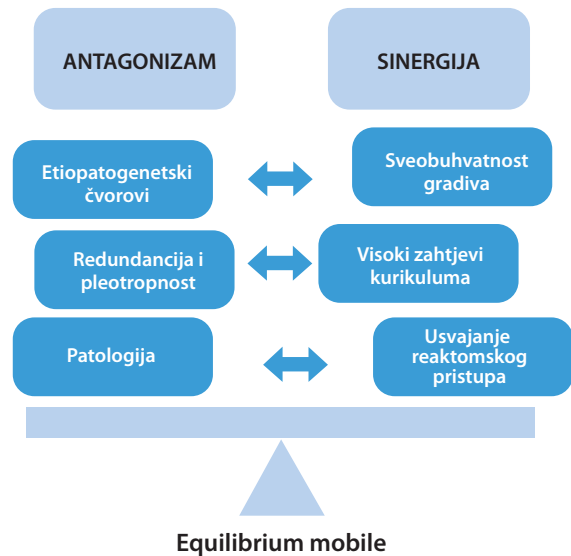 ANTAGONIZAM
SINERGIJA
Etiopatogenetski
čvorovi
Sveobuhvatnost
gradiva
Redundancija i
pleotropnost
Visoki zahtjevi
kurikuluma
Patologija
Usvajanje
reaktomskog
pristupa
Equilibrium mobile